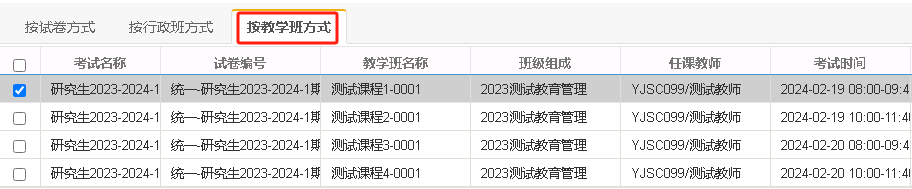 按试卷方式 按行政班方式 按教学班方式
考试名称 试卷编号 教学班名称 班级组成 任课教师 考试时间
研究生2023-2024-1 统一-研究生2023-2024-1期 测试课程1-0001 2023测试教育管理 YJSC099/测试教师 2024-02-19 08:00-09:4
研究生2023-2024-1 统一-研究生2023-2024-1期 测试课程2-0001 2023测试教育管理 YJSC099/测试教师 2024-02-19 10:00-11:40
研究生2023-2024-1 统一-研究生2023-2024-1期 测试课程3-0001 2023测试教育管理 YJSC099/测试教师 2024-02-20 08:00-09:4
研究生2023-2024-1 统一-研究生2023-2024-1期 测试课程4-0001 2023测试教育管理 YJSC099/测试教师 2024-02-20 10:00-11:40